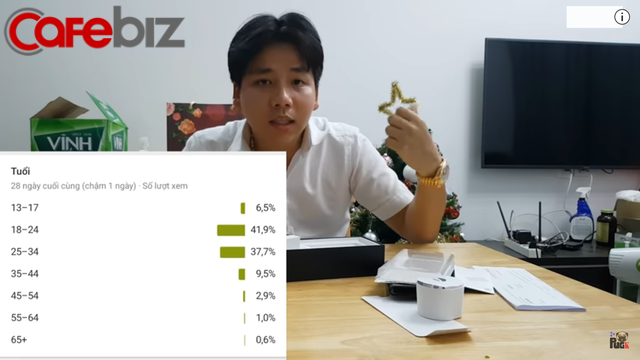 CAFEBIZ
VĨNH
Tuổi
28 ngày cuối cùng (chậm 1 ngày) · Số lượt xem
13–17 6,5%
18–24 41,9%
25–34 37,7%
35–44 9,5%
45–54 2,9%
55–64 1,0%
65+ 0,6%